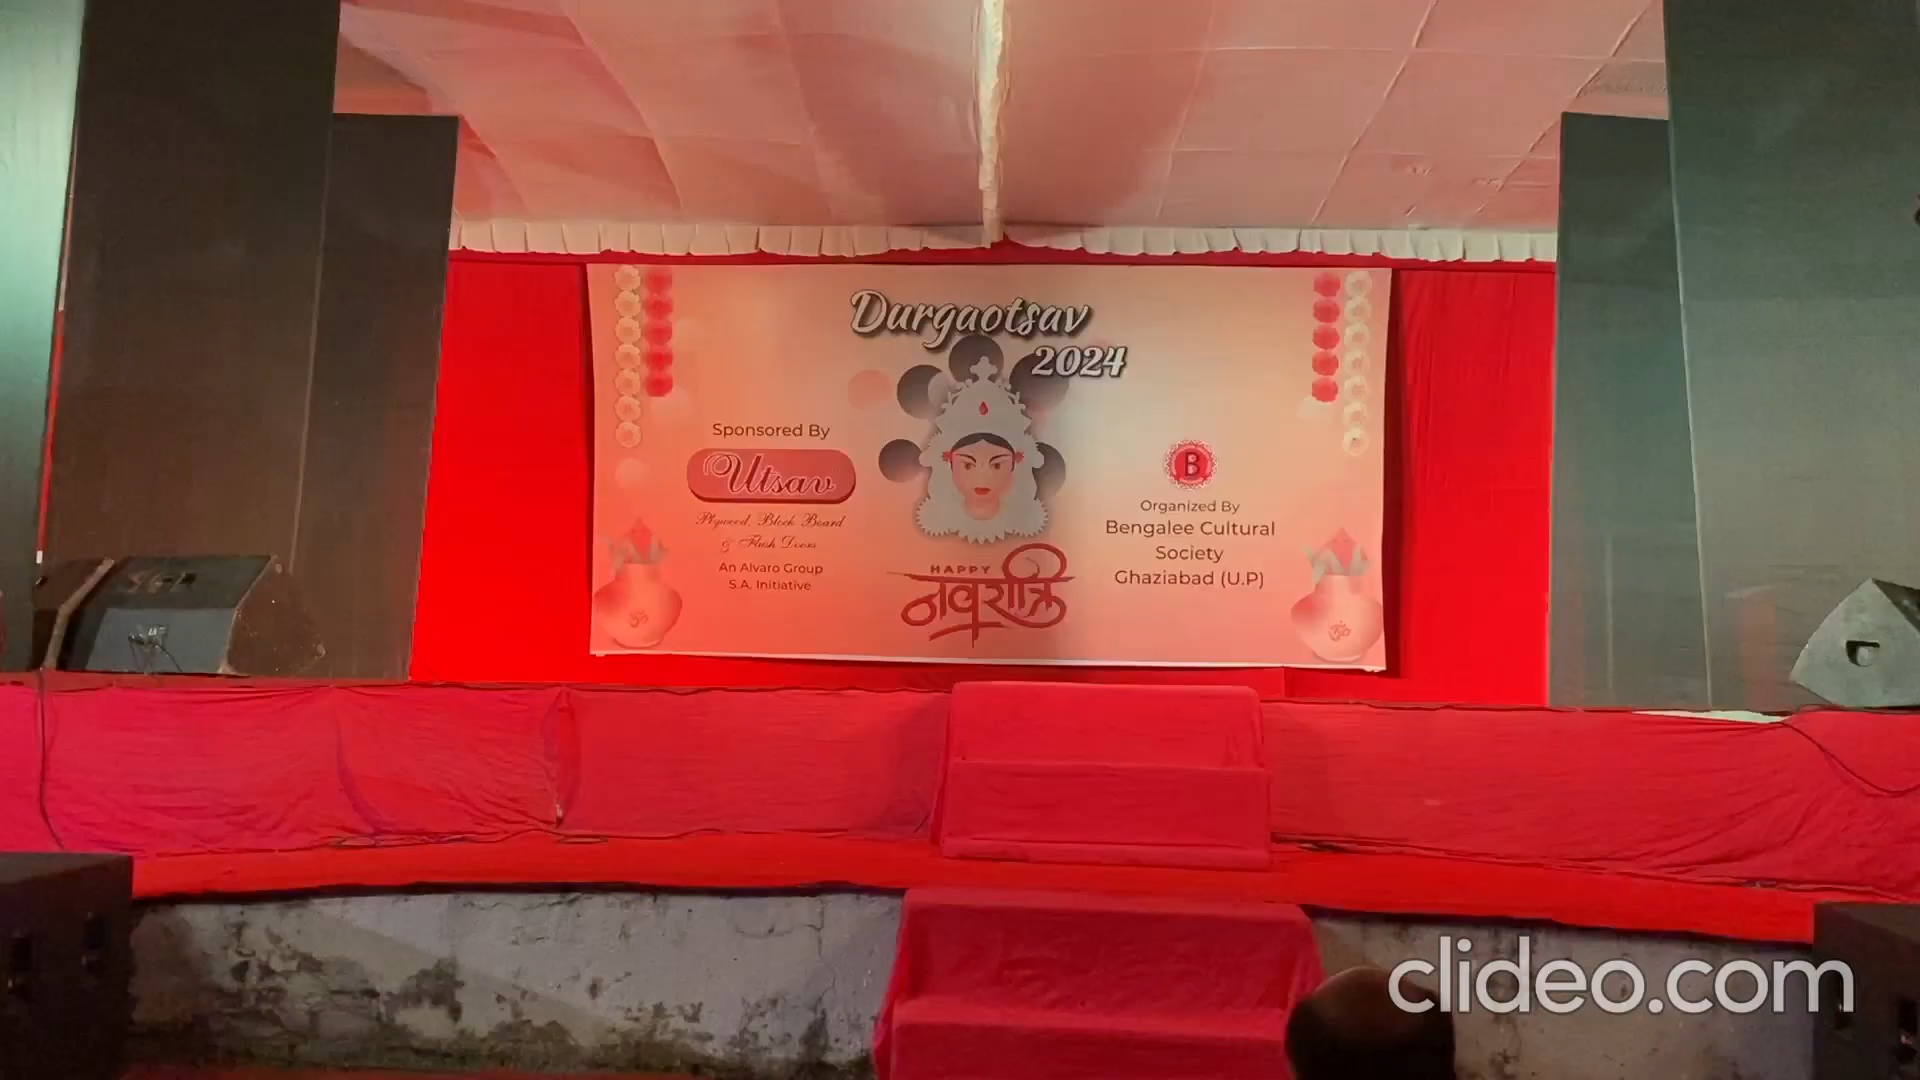 Durgaotsav
2024
Sponsored By
Utsav
Plywood, Block Board
& Flush Doors
An Alvaro Group
S.A. Initiative
HAPPY
नवरात्रि
B
Organized By
Bengalee Cultural
Society
Ghaziabad (U.P)
ॐ
ॐ
clideo.com